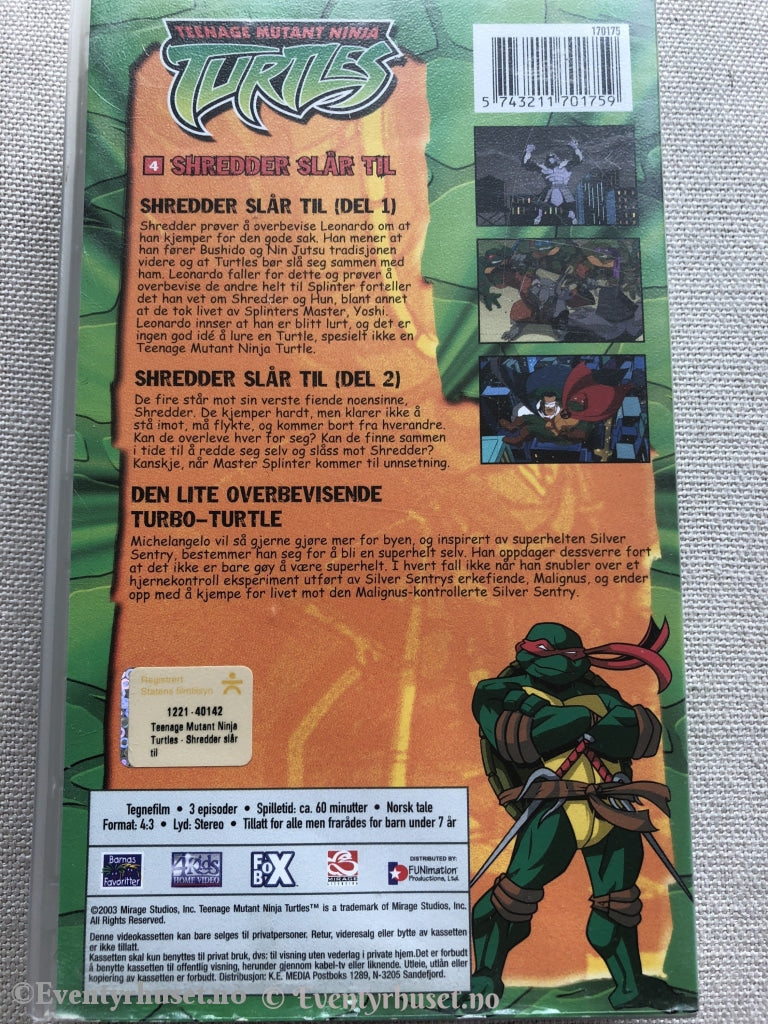 TEENAGE MUTANT NINJA
TURTLES
170175
5 743211 701759
4 SHREDDER SLÅR TIL
SHREDDER SLÅR TIL (DEL 1)
Shredder prøver å overbevise Leonardo om at
han kjemper for den gode sak. Han mener at
han fører Bushido og Nin Jutsu tradisjonen
videre og at Turtles bør slå seg sammen med
ham. Leonardo faller for dette og prøver å
overbevise de andre helt til Splinter forteller
det han vet om Shredder og Hun, blant annet
at de tok livet av Splinters Master, Yoshi.
Leonardo innser at han er blitt lurt, og det er
ingen god idé å lure en Turtle, spesielt ikke en
Teenage Mutant Ninja Turtle.
SHREDDER SLÅR TIL (DEL 2)
De fire står mot sin verste fiende noensinne,
Shredder. De kjemper hardt, men klarer ikke å
stå imot, må flykte, og kommer bort fra hverandre.
Kan de overleve hver for seg? Kan de finne sammen
i tide til å redde seg selv og slåss mot Shredder?
Kanskje, når Master Splinter kommer til unnsetning.
DEN LITE OVERBEVISENDE
TURBO-TURTLE
Michelangelo vil så gjerne gjøre mer for byen, og inspirert av superhelten Silver
Sentry, bestemmer han seg for å bli en superhelt selv. Han oppdager dessverre fort
at det ikke er bare gøy å være superhelt. I hvert fall ikke når han snubler over et
hjernekontroll eksperiment utført av Silver Sentrys erkefiende, Malignus, og ender
opp med å kjempe for livet mot den Malignus-kontrollerte Silver Sentry.
Registrert
Statens filmtilsyn
1221-40142
Teenage Mutant Ninja
Turtles - Shredder slår
til
Tegnefilm • 3 episoder • Spilletid: ca. 60 minutter • Norsk tale
Format: 4:3 • Lyd: Stereo • Tillatt for alle men frarådes for barn under 7 år
Barnas
Favoritter
4Kids
HOME VIDEO
FOX
BOX
MIRAGE
LICENSING
DISTRIBUTED BY:
FUNimation
Productions, Ltd.
©2003 Mirage Studios, Inc. Teenage Mutant Ninja Turtles™ is a trademark of Mirage Studios, Inc.
All Rights Reserved.
Denne videokassetten kan bare selges til privatpersoner. Retur, videresalg eller bytte av kassetten
er ikke tillatt.
Kassetten skal kun benyttes til privat bruk, dvs: til visning uten vederlag i private hjem.Det er forbudt
å benytte kassetten til offentlig visning, herunder gjennom kabel-tv eller liknende. Utleie, utlån eller
kopiering av kassetten er forbudt. Distribusjon: K.E. MEDIA Postboks 1289, N-3205 Sandefjord.
©Eventyrhuset.no © Eventyrhuset.no